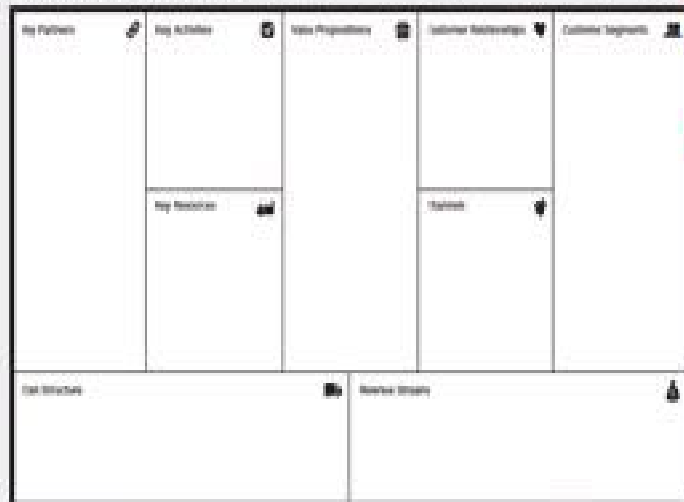 Key Partners
Key Activities
Value Propositions
Customer Relationships
Customer Segments
Key Resources
Channels
Cost Structure
Revenue Streams